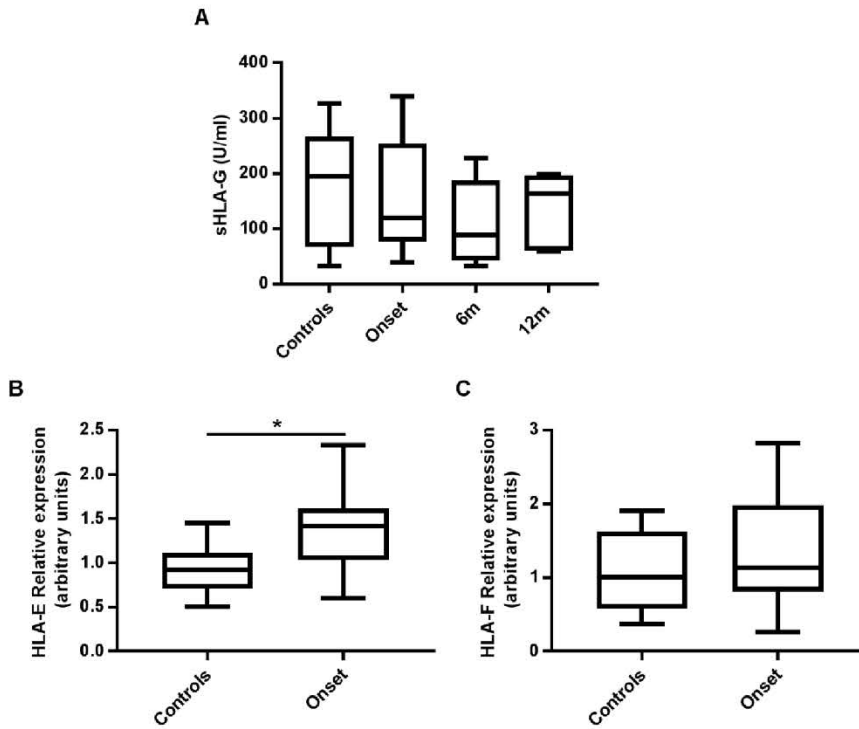 A
sHLA-G (U/ml)
400
300
200
100
0
Controls
Onset
6m
12m
B
HLA-E Relative expression
(arbitrary units)
2.5
2.0
1.5
1.0
0.5
0.0
*
Controls
Onset
C
HLA-F Relative expression
(arbitrary units)
3
2
1
0
Controls
Onset